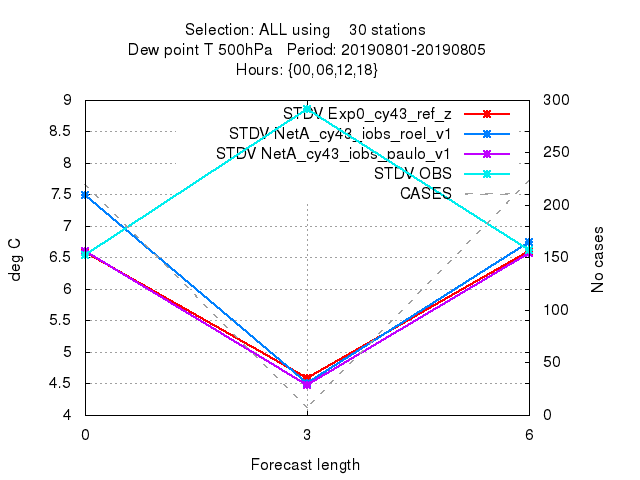 Selection: ALL using    30 stations
Dew point T 500hPa   Period: 20190801-20190805
Hours: {00,06,12,18}
9
8.5
8
7.5
7
6.5
6
5.5
5
4.5
4
deg C
STDV Exp0_cy43_ref_z
STDV NetA_cy43_iobs_roel_v1
STDV NetA_cy43_iobs_paulo_v1
STDV OBS
CASES
300
250
200
150
100
50
0
No cases
0 3 6
Forecast length